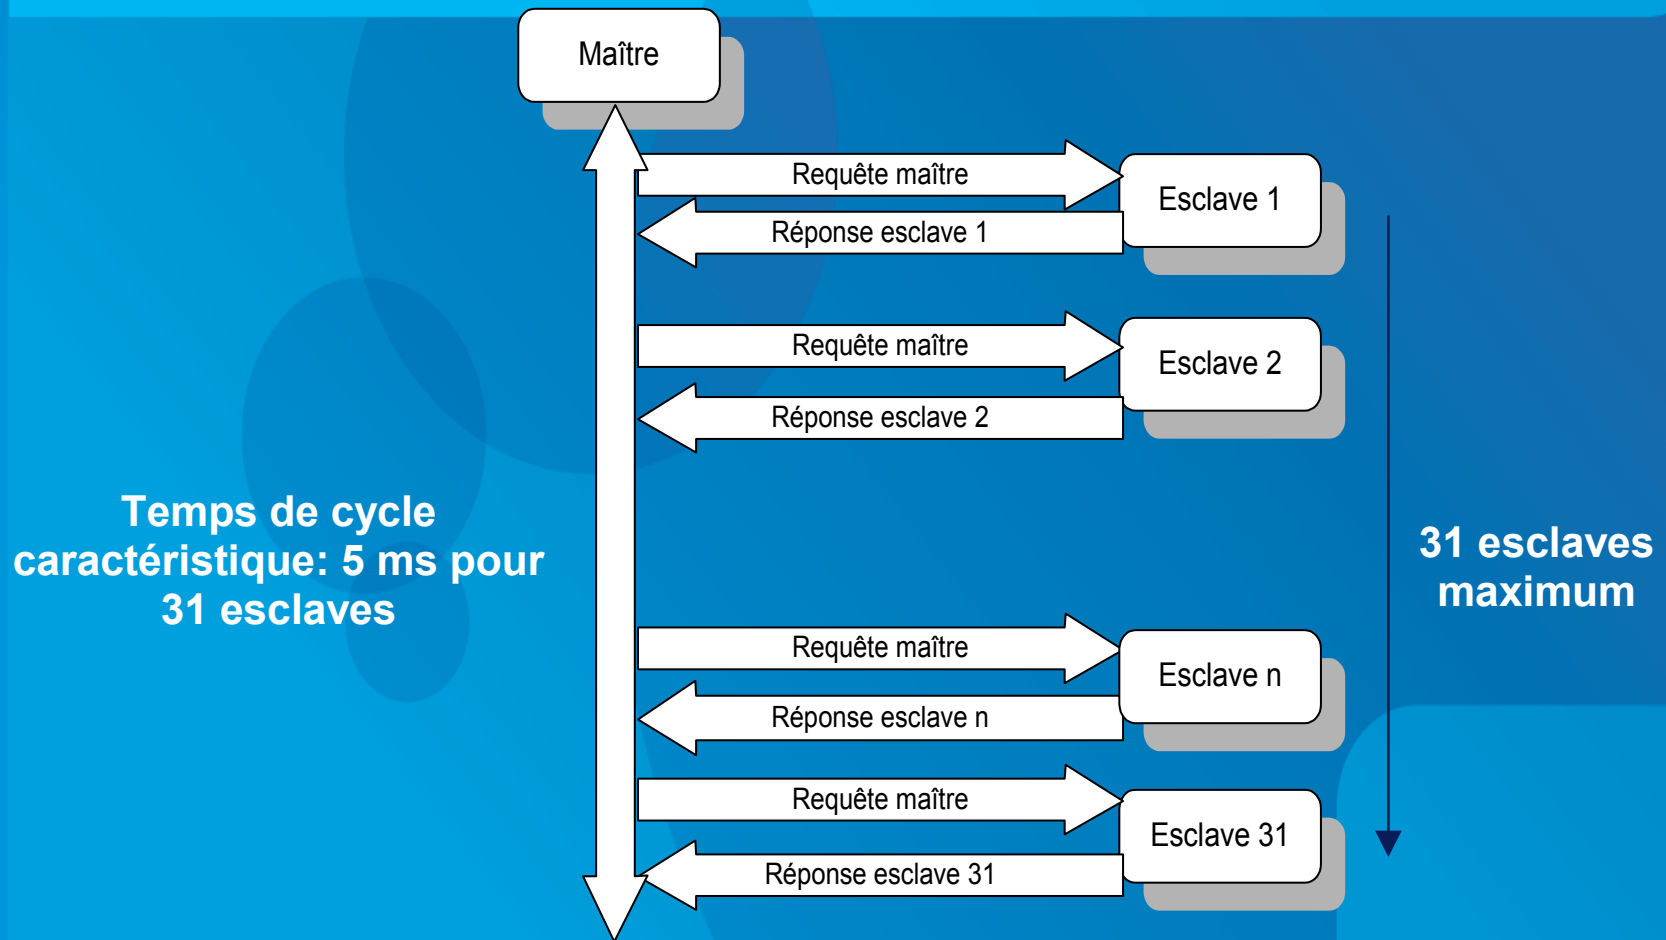 Maître
Requête maître
Esclave 1
Réponse esclave 1
Requête maître
Esclave 2
Réponse esclave 2
Temps de cycle
caractéristique: 5 ms pour
31 esclaves
31 esclaves
maximum
Requête maître
Esclave n
Réponse esclave n
Requête maître
Esclave 31
Réponse esclave 31